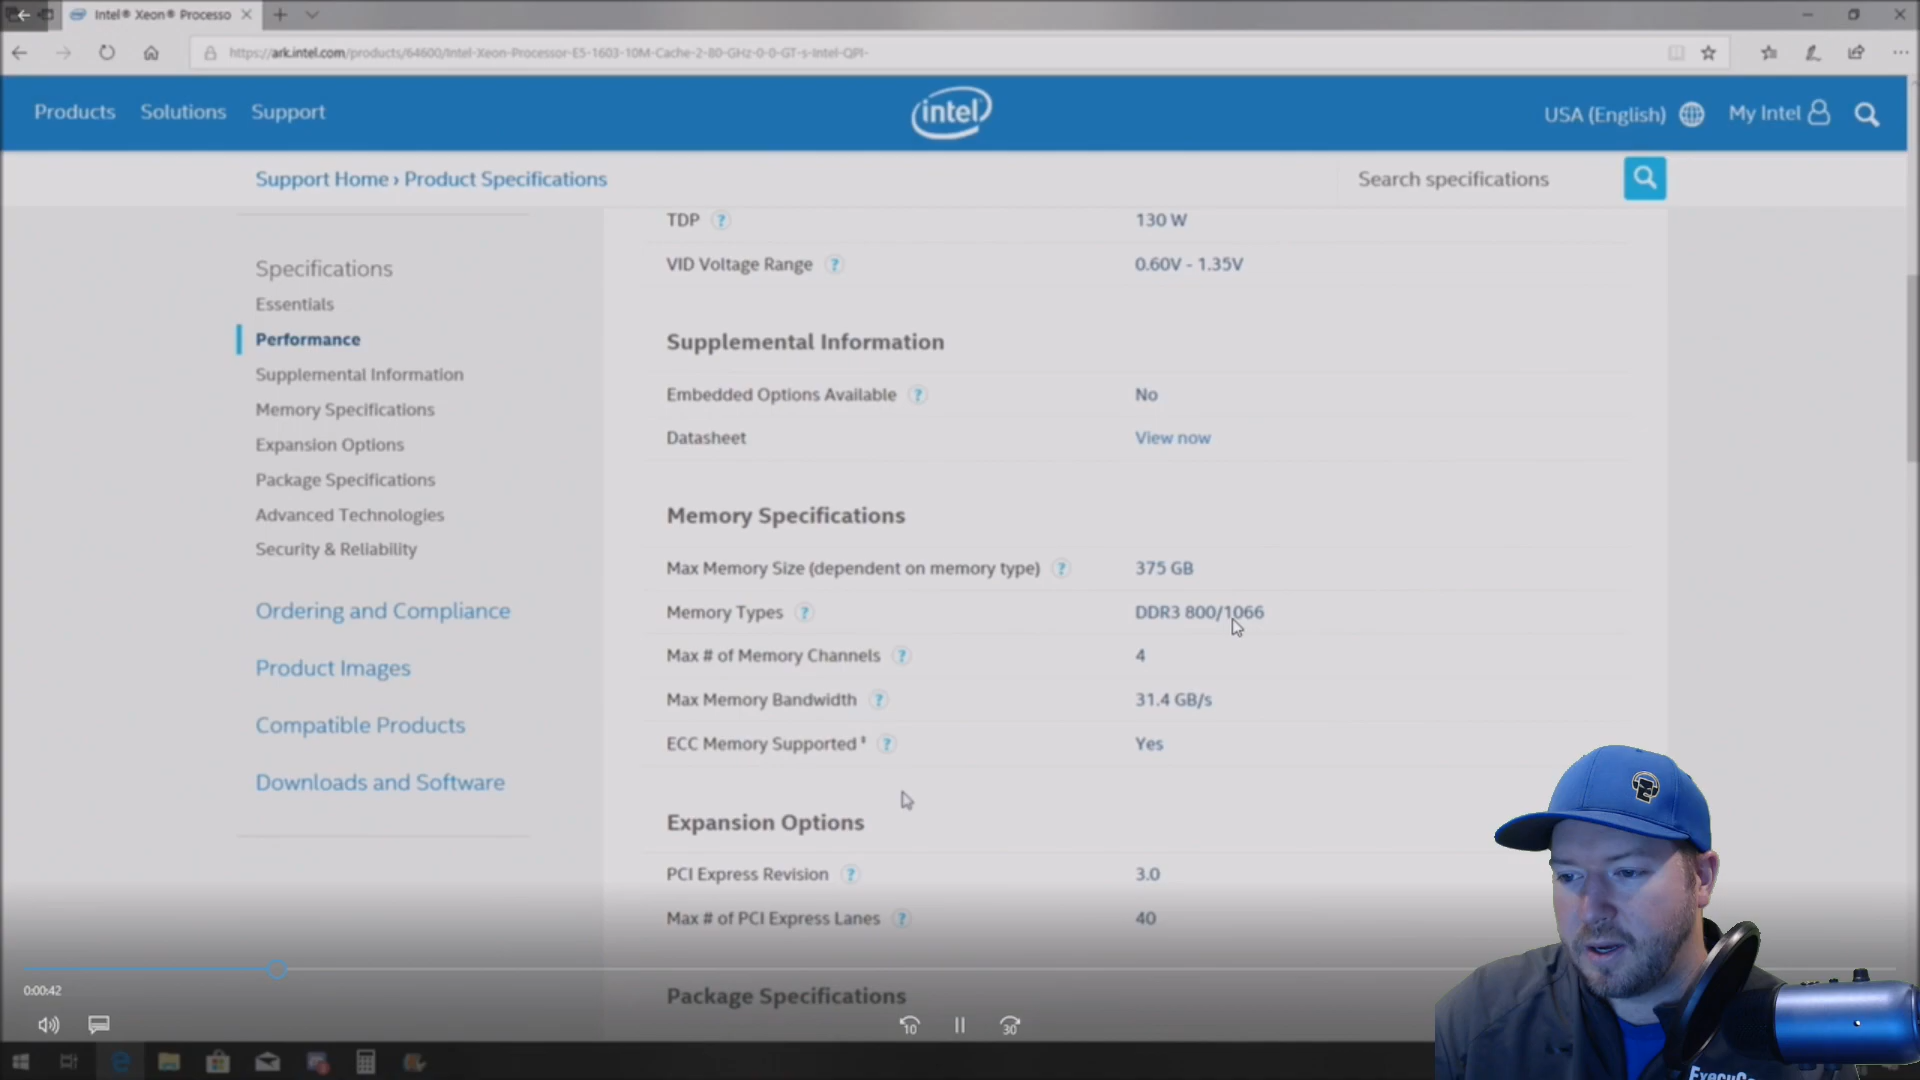 Intel® Xeon® Processo
https://ark.intel.com/products/64600/Intel-Xeon-Processor-E5-1603-10M-Cache-2-80-GHz-0-0-GT-s-Intel-QPI-
Products Solutions Support
intel
USA (English) My Intel
Support Home › Product Specifications
Search specifications
Specifications
Essentials
Performance
Supplemental Information
Memory Specifications
Expansion Options
Package Specifications
Advanced Technologies
Security & Reliability
Ordering and Compliance
Product Images
Compatible Products
Downloads and Software
TDP ? 130 W
VID Voltage Range ? 0.60V - 1.35V
Supplemental Information
Embedded Options Available ? No
Datasheet View now
Memory Specifications
Max Memory Size (dependent on memory type) ? 375 GB
Memory Types ? DDR3 800/1066
Max # of Memory Channels ? 4
Max Memory Bandwidth ? 31.4 GB/s
ECC Memory Supported ‡ ? Yes
Expansion Options
PCI Express Revision ? 3.0
Max # of PCI Express Lanes ? 40
Package Specifications
0:00:42
10
30